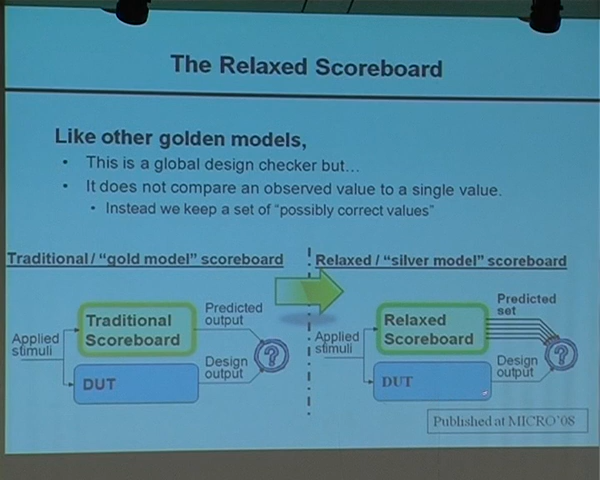 The Relaxed Scoreboard
Like other golden models,
• This is a global design checker but…
• It does not compare an observed value to a single value.
• Instead we keep a set of "possibly correct values"
Traditional / "gold model" scoreboard
Relaxed / "silver model" scoreboard
Applied
stimuli
Traditional
Scoreboard
DUT
Predicted
output
Design
output
?
Applied
stimuli
Relaxed
Scoreboard
DUT
Predicted
set
Design
output
?
Published at MICRO'08